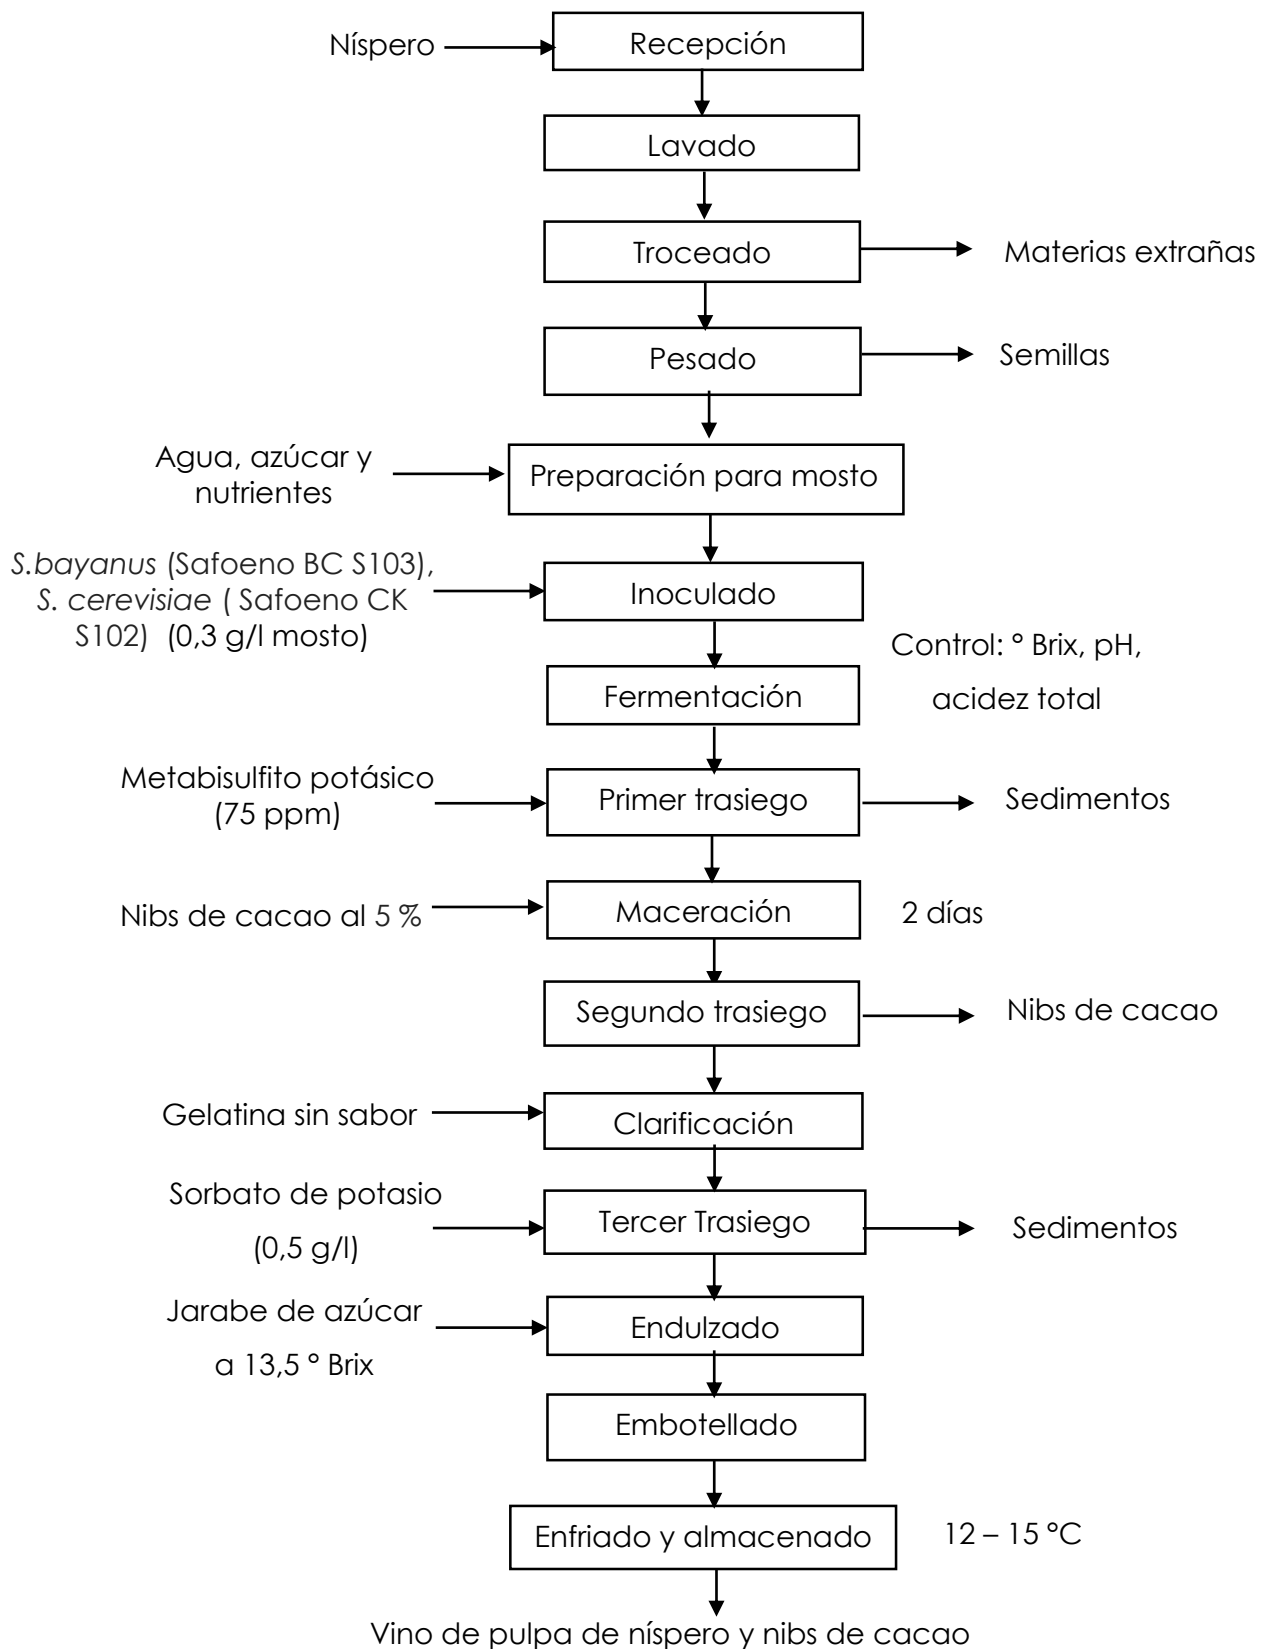 Níspero
Recepción
Lavado
Troceado
Materias extrañas
Pesado
Semillas
Agua, azúcar y
nutrientes
Preparación para mosto
S.bayanus (Safoeno BC S103),
S. cerevisiae ( Safoeno CK
S102) (0,3 g/l mosto)
Inoculado
Fermentación
Control: ° Brix, pH,
acidez total
Metabisulfito potásico
(75 ppm)
Primer trasiego
Sedimentos
Nibs de cacao al 5 %
Maceración
2 días
Segundo trasiego
Nibs de cacao
Gelatina sin sabor
Clarificación
Sorbato de potasio
(0,5 g/l)
Tercer Trasiego
Sedimentos
Jarabe de azúcar
a 13,5 ° Brix
Endulzado
Embotellado
Enfriado y almacenado
12 – 15 °C
Vino de pulpa de níspero y nibs de cacao